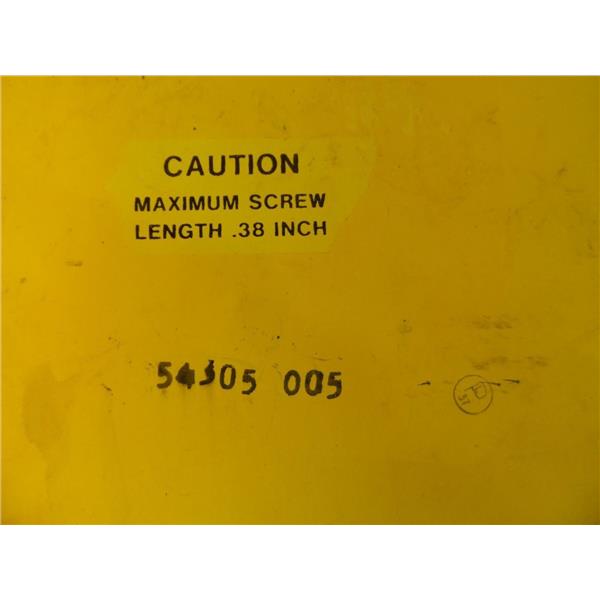 CAUTION
MAXIMUM SCREW
LENGTH .38 INCH
54305 005